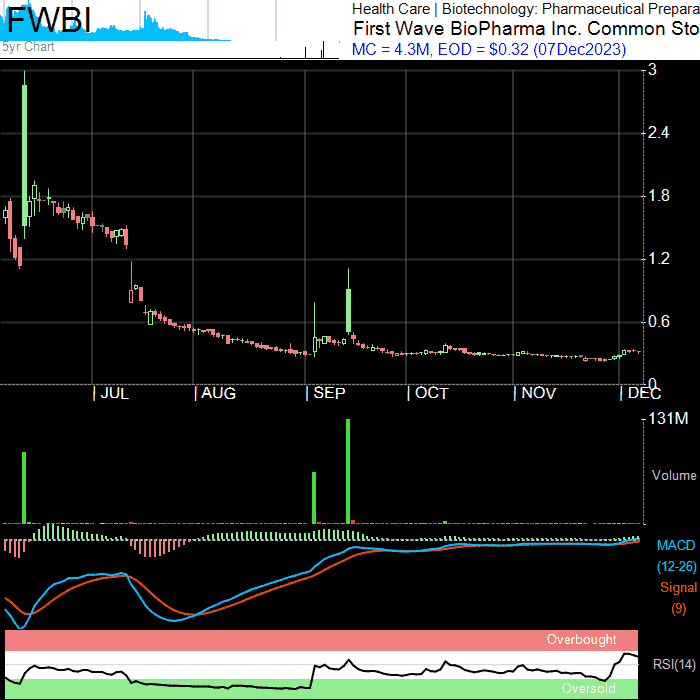 FWBI
Health Care | Biotechnology: Pharmaceutical Prepara
First Wave BioPharma Inc. Common Sto
5yr Chart
MC = 4.3M, EOD = $0.32 (07Dec2023)
3
2.4
1.8
1.2
0.6
0
| JUL | AUG | SEP | OCT | NOV | DEC
131M
Volume
MACD
(12-26)
Signal
(9)
Overbought
RSI(14)
Oversold